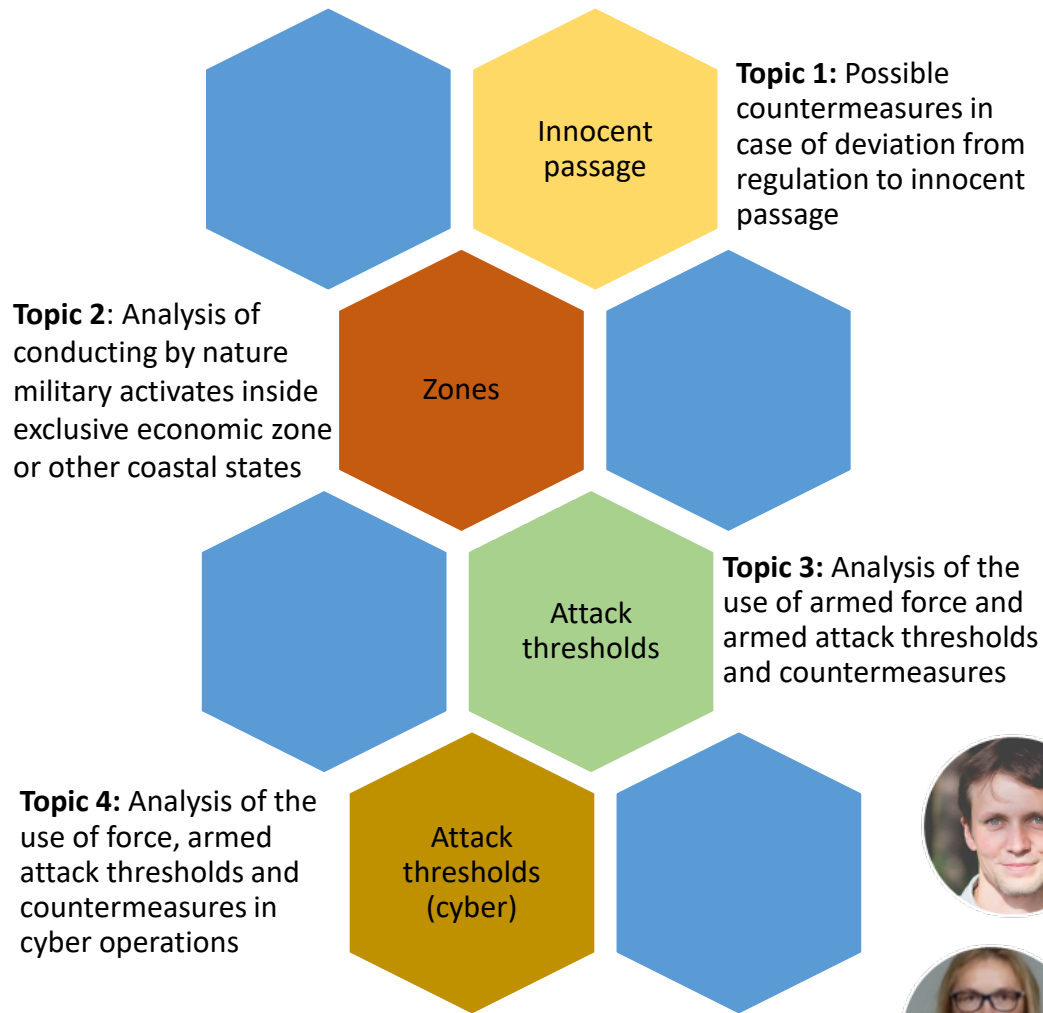 Innocent
passage
Topic 1: Possible
countermeasures in
case of deviation from
regulation to innocent
passage
Topic 2: Analysis of
conducting by nature
military activates inside
exclusive economic zone
or other coastal states
Zones
Attack
thresholds
Topic 3: Analysis of the
use of armed force and
armed attack thresholds
and countermeasures
Topic 4: Analysis of the
use of force, armed
attack thresholds and
countermeasures in
cyber operations
Attack
thresholds
(cyber)